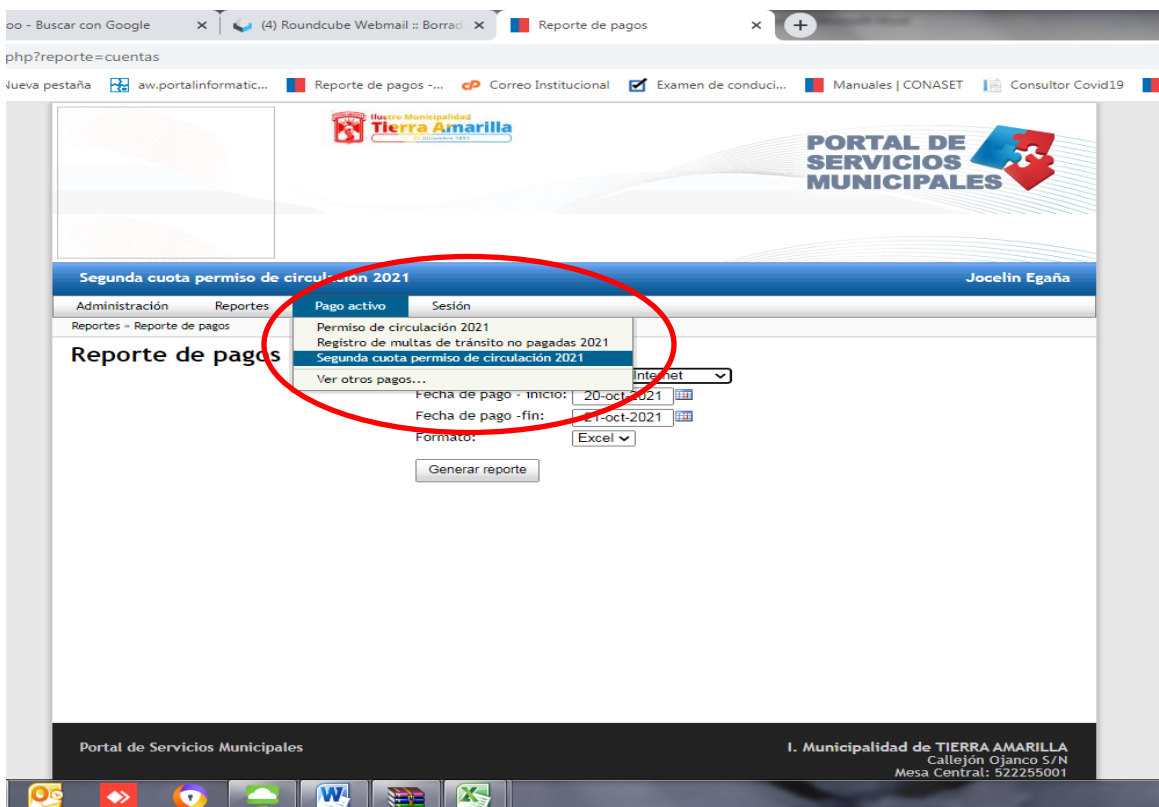 oo - Buscar con Google
(4) Roundcube Webmail :: Borrad
Reporte de pagos
php?reporte=cuentas
Nueva pestaña aw.portalinformatic... Reporte de pagos -... Correo Institucional Examen de conduci... Manuales | CONASET Consultor Covid19
Ilustre Municipalidad
Tierra Amarilla
PORTAL DE
SERVICIOS
MUNICIPALES
Segunda cuota permiso de circulación 2021 Jocelin Egaña
Administración Reportes Pago activo Sesión
Reportes » Reporte de pagos
Permiso de circulación 2021
Registro de multas de tránsito no pagadas 2021
Segunda cuota permiso de circulación 2021
Ver otros pagos...
Reporte de pagos
Internet
Fecha de pago - inicio: 20-oct-2021
Fecha de pago -fin: 21-oct-2021
Formato: Excel
Generar reporte
Portal de Servicios Municipales
I. Municipalidad de TIERRA AMARILLA
Callejón Ojanco S/N
Mesa Central: 522255001